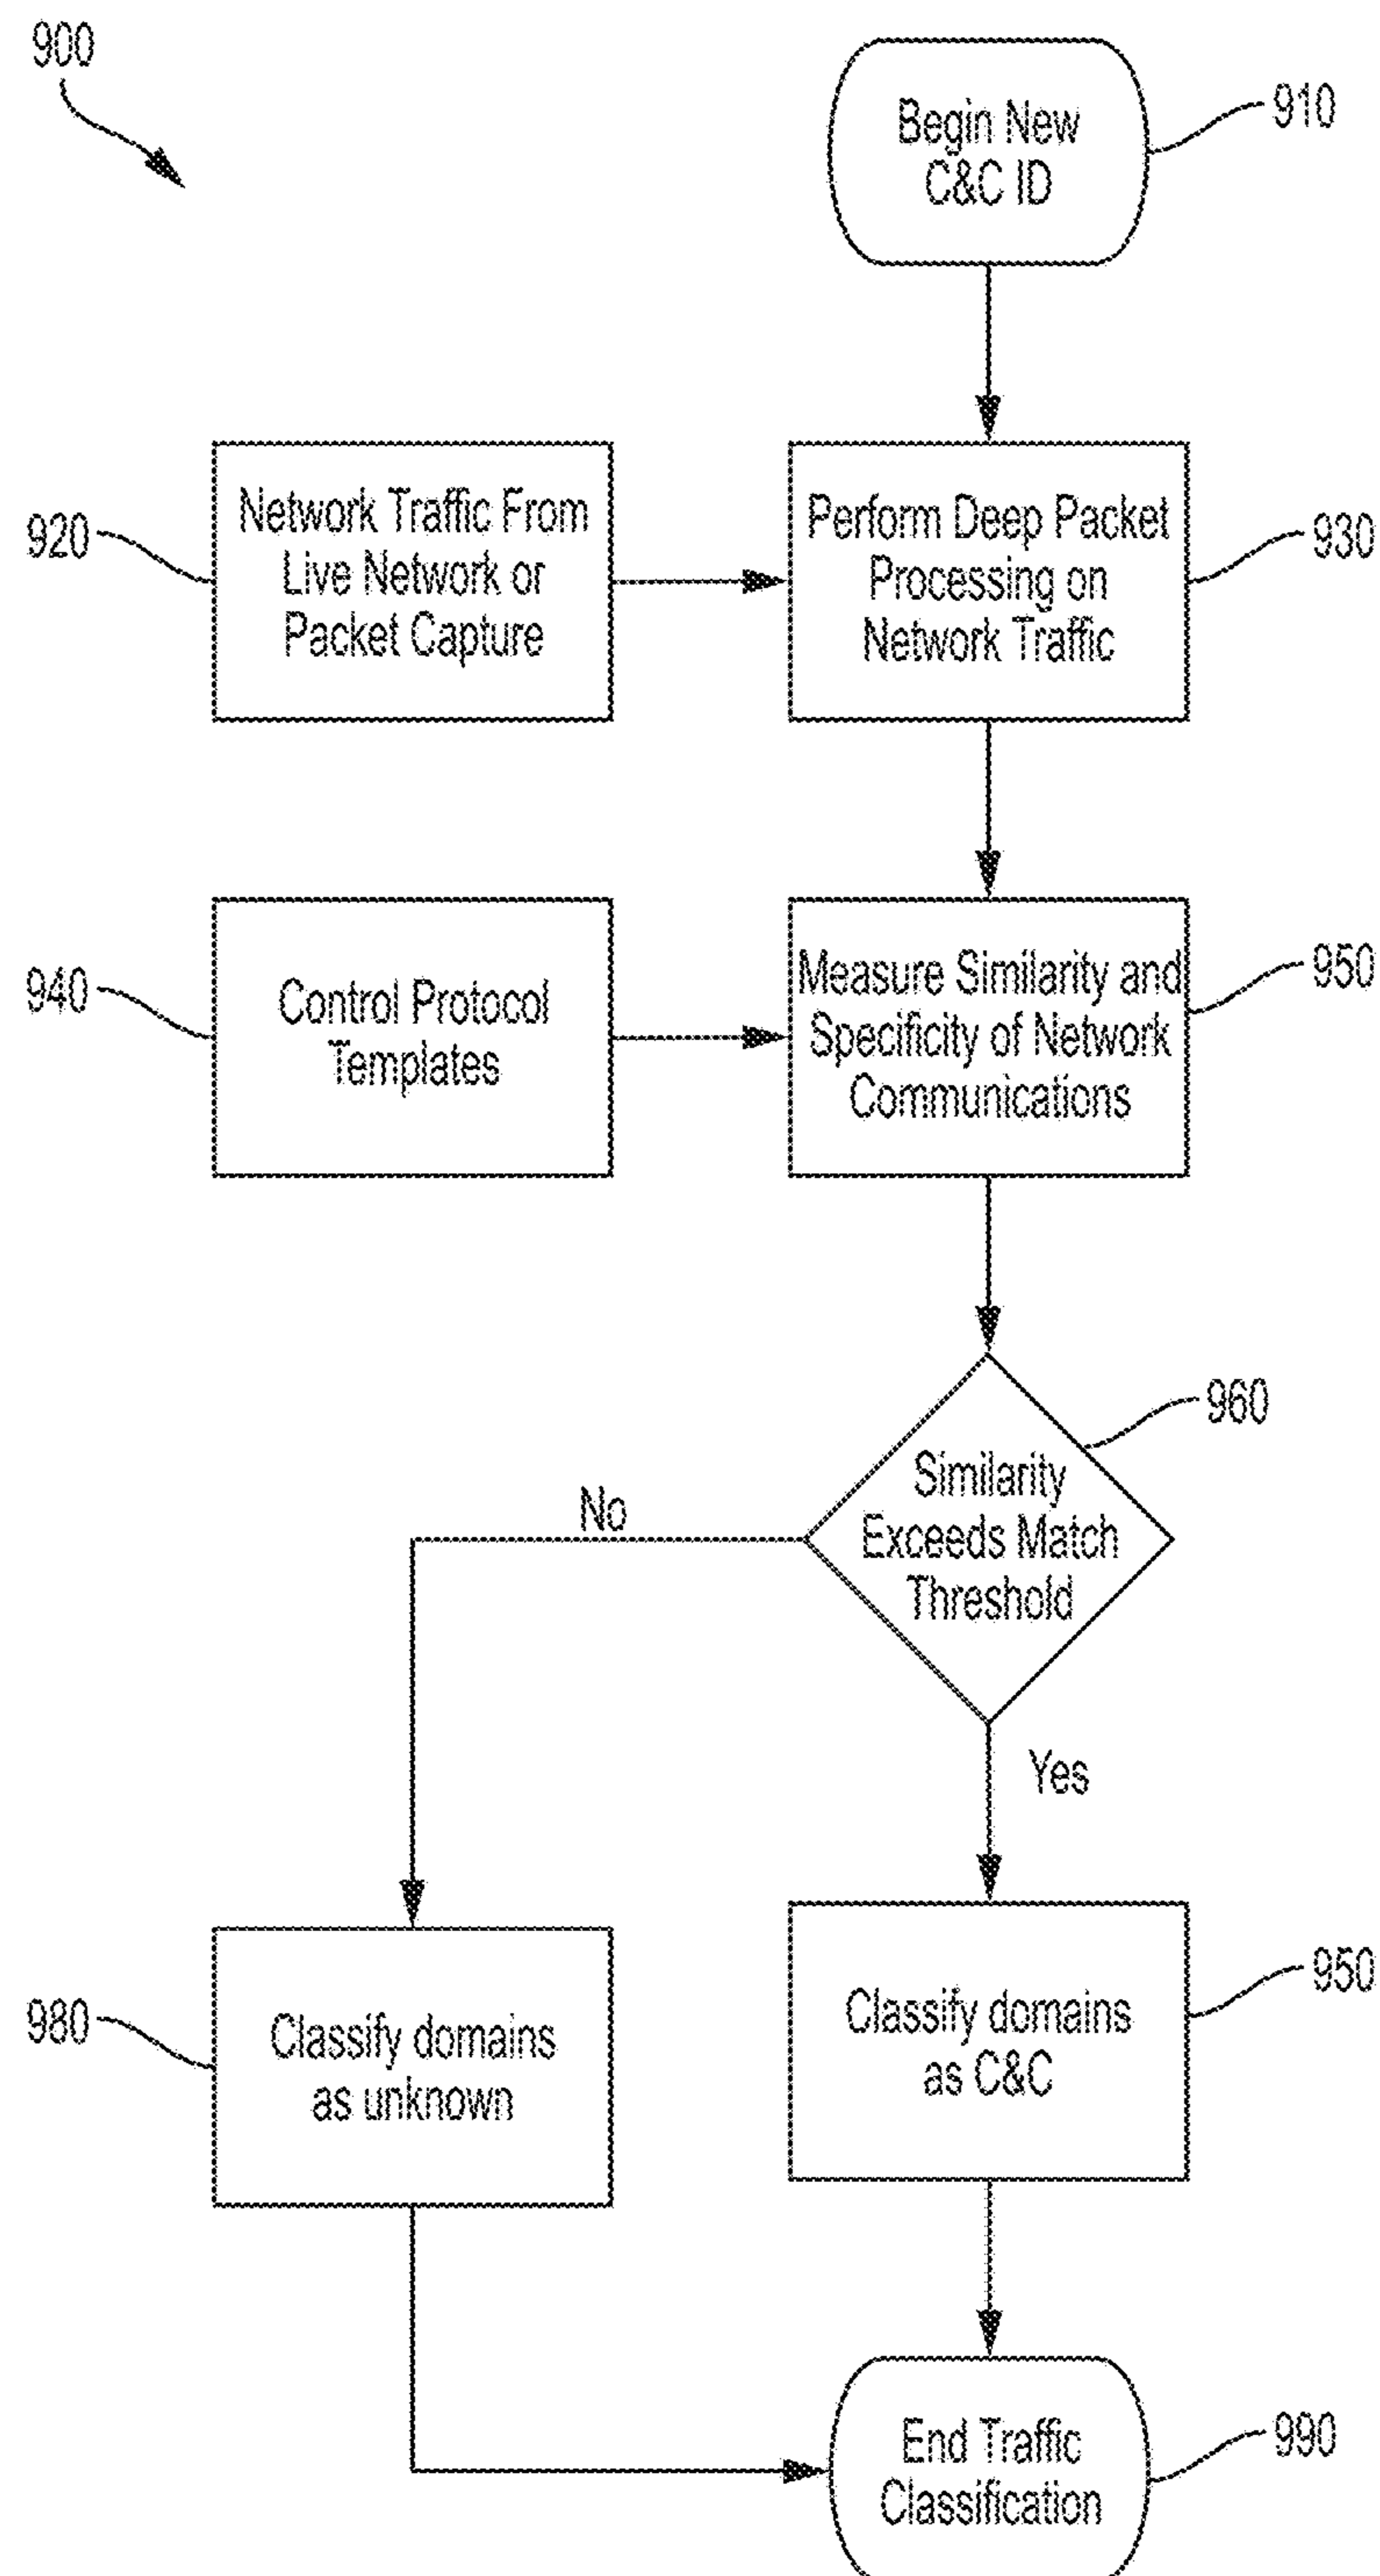 900
Begin New
C&C ID
910
Network Traffic From
Live Network or
Packet Capture
920
Perform Deep Packet
Processing on
Network Traffic
930
Control Protocol
Templates
940
Measure Similarity and
Specificity of Network
Communications
950
Similarity
Exceeds Match
Threshold
960
No
Yes
Classify domains
as unknown
980
Classify domains
as C&C
950
End Traffic
Classification
990